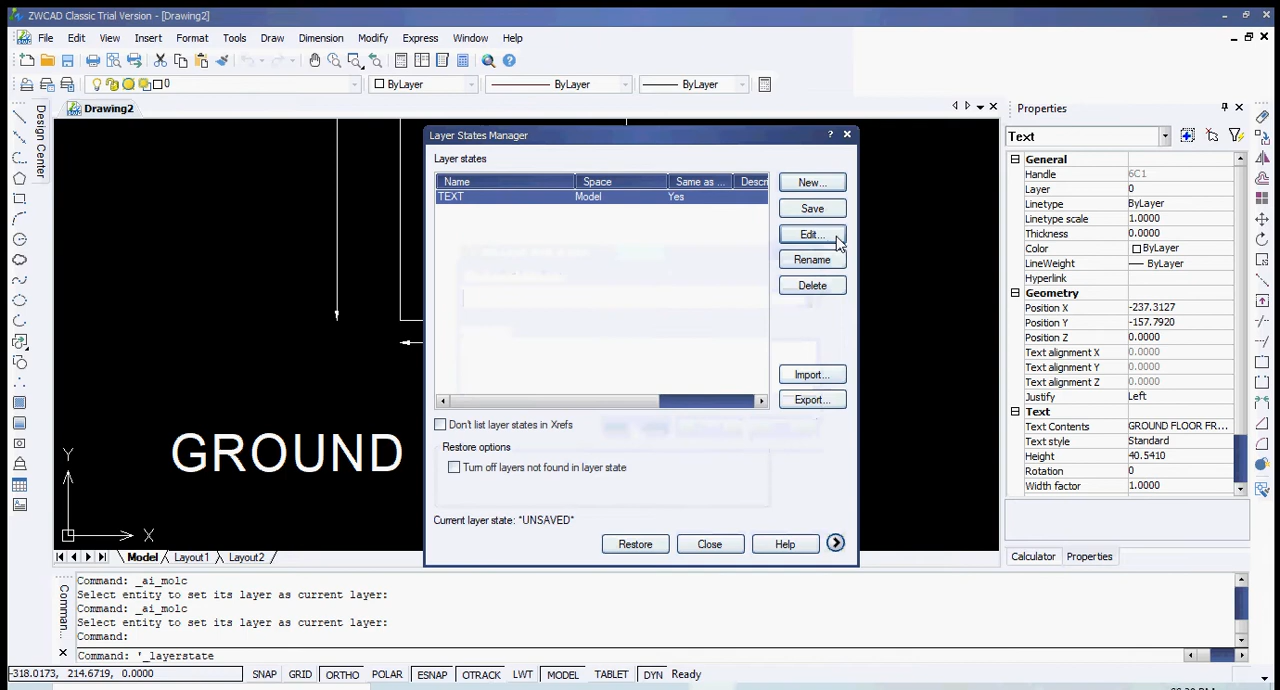 ZWCAD Classic Trial Version - [Drawing2]
File Edit View Insert Format Tools Draw Dimension Modify Express Window Help
0 ByLayer ByLayer ByLayer
Drawing2
Design Center
Layer States Manager
Layer states
Name Space Same as ... Descri
TEXT Model Yes
New...
Save
Edit...
Rename
Delete
Import...
Export...
Don't list layer states in Xrefs
Restore options
Turn off layers not found in layer state
Current layer state: "UNSAVED"
Restore Close Help
GROUND
Y
X
Model Layout1 Layout2
Properties
Text
General
Handle 6C1
Layer 0
Linetype ByLayer
Linetype scale 1.0000
Thickness 0.0000
Color ByLayer
LineWeight ByLayer
Hyperlink
Geometry
Position X -237.3127
Position Y -157.7920
Position Z 0.0000
Text alignment X 0.0000
Text alignment Y 0.0000
Text alignment Z 0.0000
Justify Left
Text
Text Contents GROUND FLOOR FR...
Text style Standard
Height 40.5410
Rotation 0
Width factor 1.0000
Calculator Properties
Comman...
Command: _ai_molc
Select entity to set its layer as current layer:
Command: _ai_molc
Select entity to set its layer as current layer:
Command:
Command: '_layerstate
-318.0173, 214.6719, 0.0000 SNAP GRID ORTHO POLAR ESNAP OTRACK LWT MODEL TABLET DYN Ready